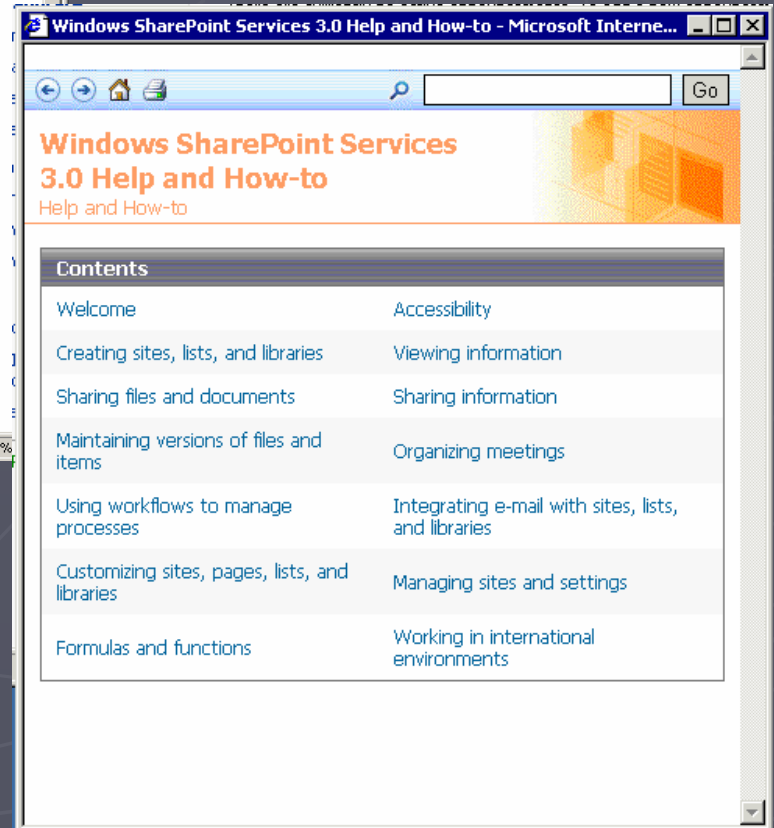 Windows SharePoint Services 3.0 Help and How-to - Microsoft Interne...
Go
Windows SharePoint Services
3.0 Help and How-to
Help and How-to
Contents
Welcome
Accessibility
Creating sites, lists, and libraries
Viewing information
Sharing files and documents
Sharing information
Maintaining versions of files and
items
Organizing meetings
Using workflows to manage
processes
Integrating e-mail with sites, lists,
and libraries
Customizing sites, pages, lists, and
libraries
Managing sites and settings
Formulas and functions
Working in international
environments
%